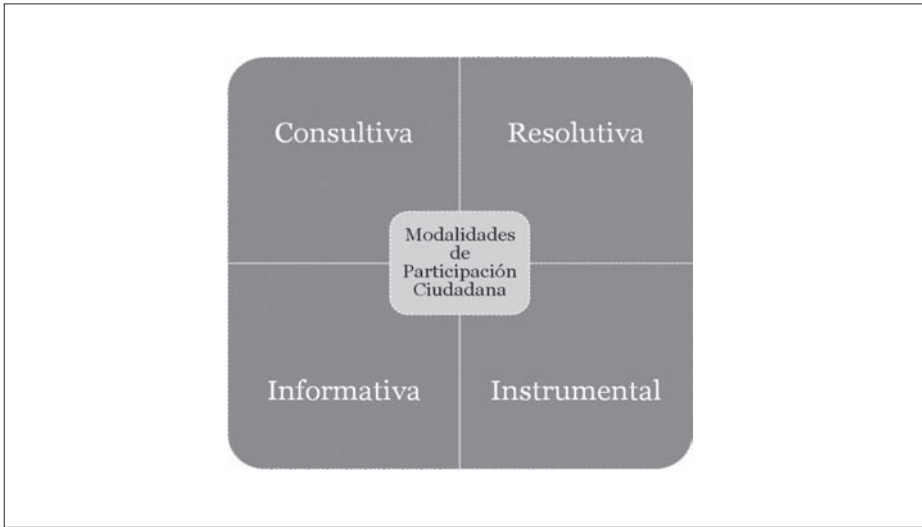 Consultiva
Resolutiva
Modalidades
de
Participación
Ciudadana
Informativa
Instrumental